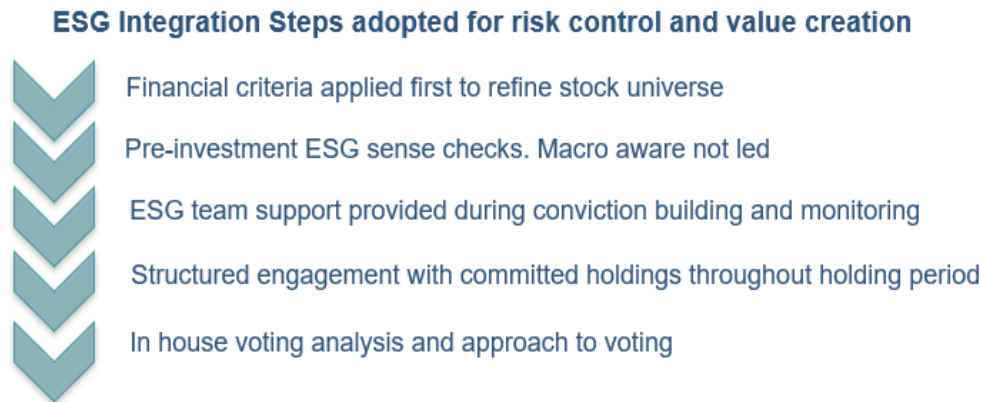 ESG Integration Steps adopted for risk control and value creation
Financial criteria applied first to refine stock universe
Pre-investment ESG sense checks. Macro aware not led
ESG team support provided during conviction building and monitoring
Structured engagement with committed holdings throughout holding period
In house voting analysis and approach to voting